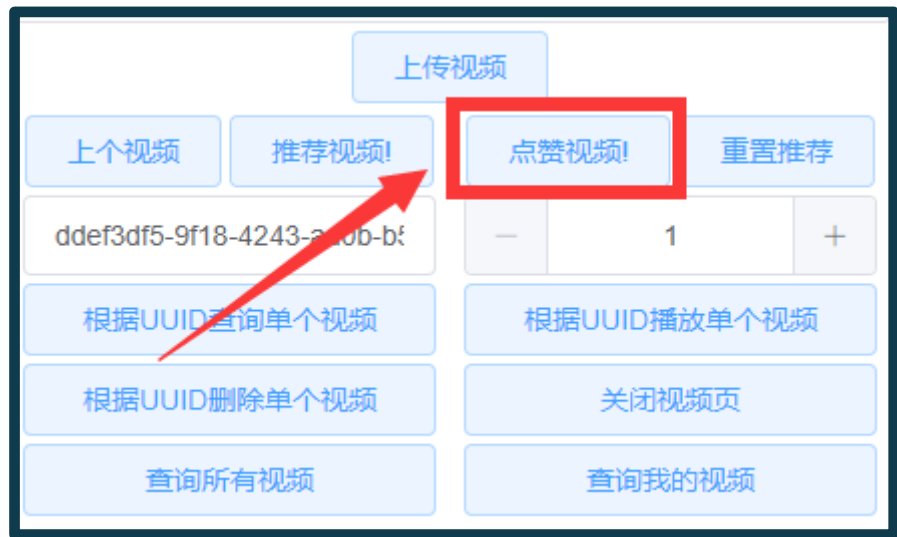 上传视频
上个视频 推荐视频! 点赞视频! 重置推荐
ddef3df5-9f18-4243- 1
根据UUID查询单个视频 根据UUID播放单个视频
根据UUID删除单个视频 关闭视频页
查询所有视频 查询我的视频